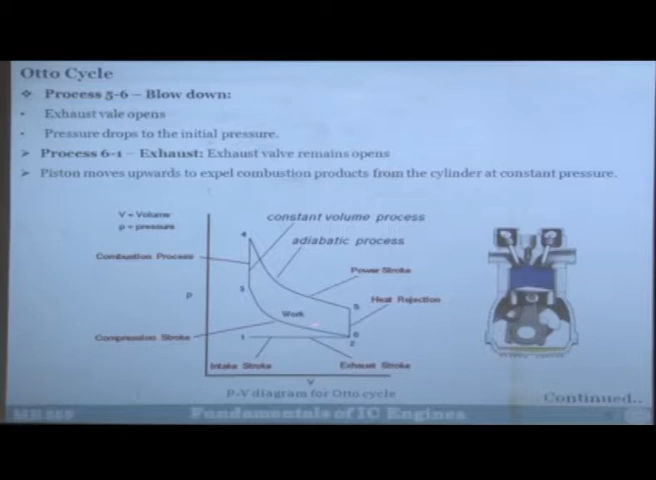 Otto Cycle
❖ Process 5-6 – Blow down:
• Exhaust vale opens
• Pressure drops to the initial pressure.
➢ Process 6-1 – Exhaust: Exhaust valve remains opens
➢ Piston moves upwards to expel combustion products from the cylinder at constant pressure.
V = Volume
p = pressure
constant volume process
4
adiabatic process
Combustion Process
Power Stroke
3
p
Heat Rejection
5
Work
Compression Stroke
1
6
2
Intake Stroke
Exhaust Stroke
V
P-V diagram for Otto cycle
Continued..
Fundamentals of IC Engines